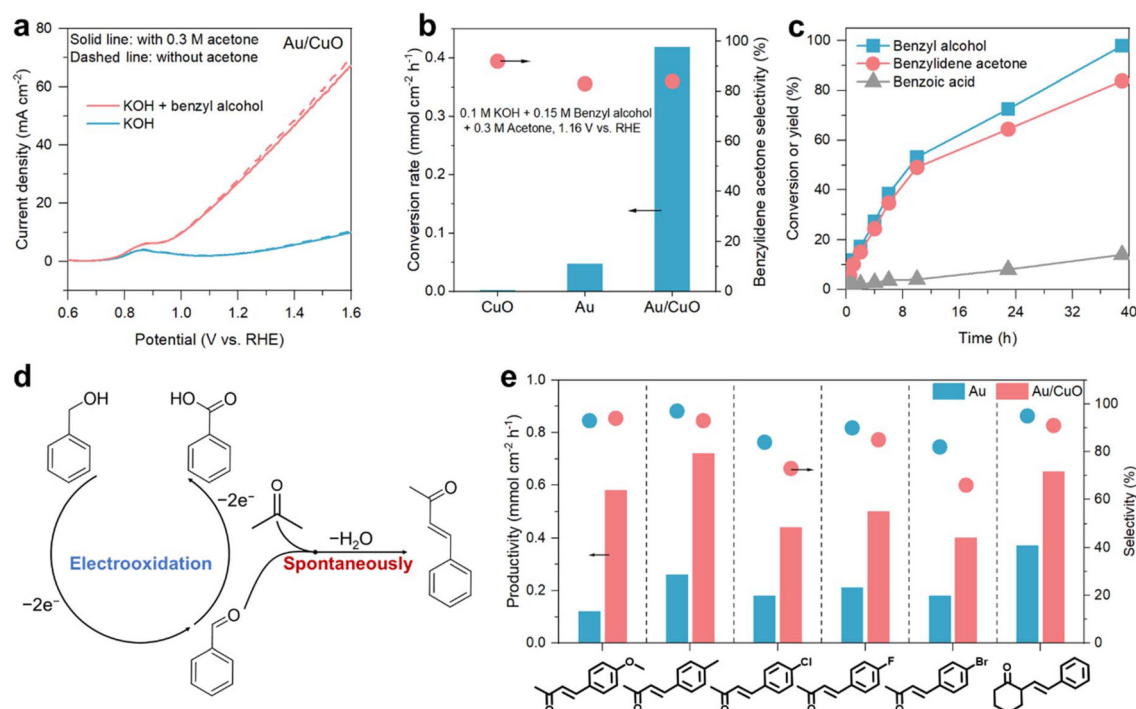 a
80
60
40
20
0
Current density (mA cm⁻²)
Solid line: with 0.3 M acetone
Dashed line: without acetone
Au/CuO
KOH + benzyl alcohol
KOH
0.6 0.8 1.0 1.2 1.4 1.6
Potential (V vs. RHE)
b
0.4
0.3
0.2
0.1
0.0
Conversion rate (mmol cm⁻² h⁻¹)
0.1 M KOH + 0.15 M Benzyl alcohol
+ 0.3 M Acetone, 1.16 V vs. RHE
CuO Au Au/CuO
100
80
60
40
20
0
Benzylidene acetone selectivity (%)
c
100
80
60
40
20
0
Conversion or yield (%)
Benzyl alcohol
Benzylidene acetone
Benzoic acid
0 8 16 24 32 40
Time (h)
d
OH
HO O
−2e⁻
O
O
−H₂O
Electrooxidation
Spontaneously
−2e⁻
O
e
1.0
0.8
0.6
0.4
0.2
0.0
Productivity (mmol cm⁻² h⁻¹)
Au Au/CuO
100
80
60
40
20
0
Selectivity (%)
O Cl F Br O
O O O O O